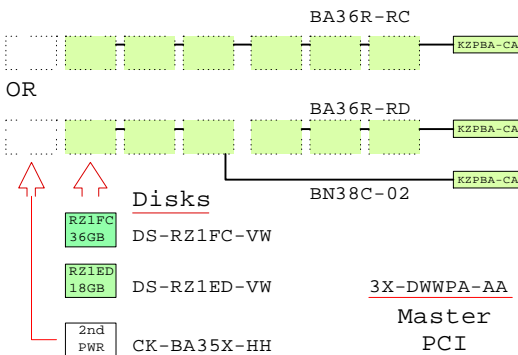 BA36R-RC
KZPBA-CA
OR
BA36R-RD
KZPBA-CA
KZPBA-CA
BN38C-02
Disks
RZ1FC
36GB
DS-RZ1FC-VW
RZ1ED
18GB
DS-RZ1ED-VW
3X-DWWPA-AA
Master
PCI
2nd
PWR
CK-BA35X-HH